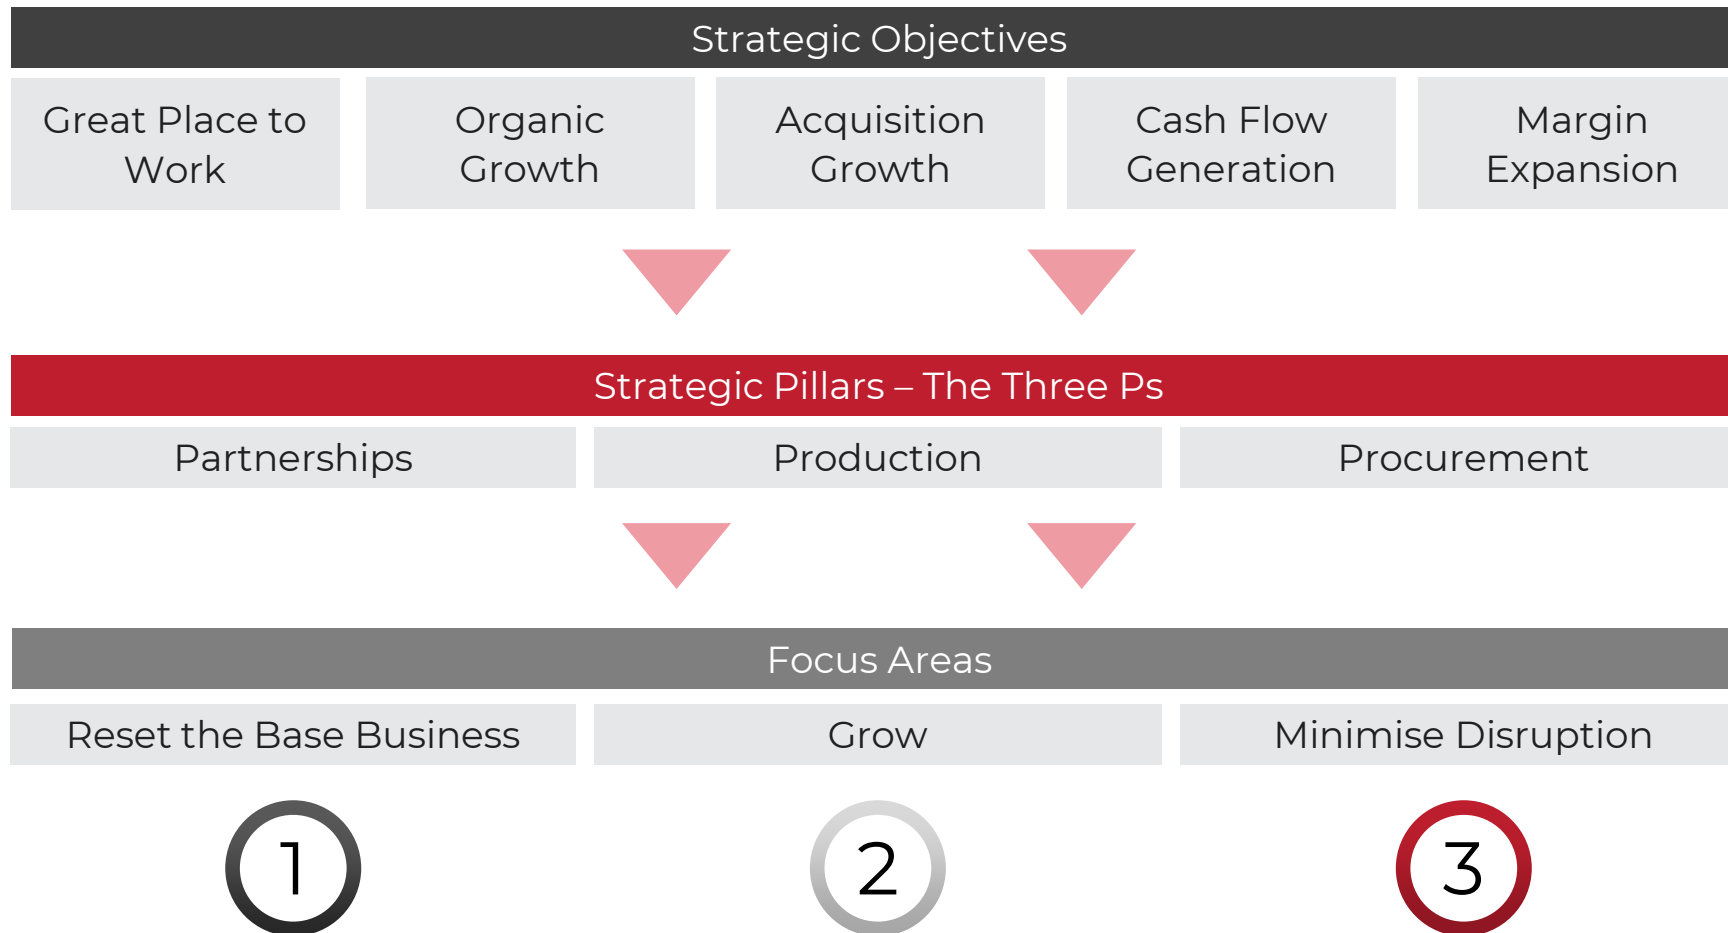 Strategic Objectives
Great Place to
Work
Organic
Growth
Acquisition
Growth
Cash Flow
Generation
Margin
Expansion
Strategic Pillars – The Three Ps
Partnerships
Production
Procurement
Focus Areas
Reset the Base Business
Grow
Minimise Disruption
1
2
3